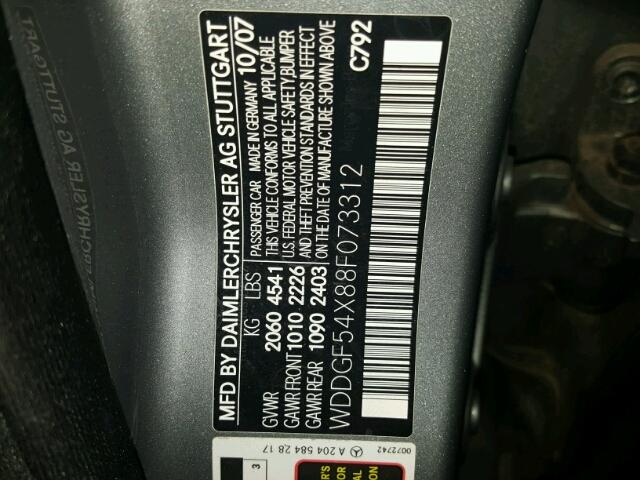 MFD BY DAIMLERCHRYSLER AG STUTTGART
KG LBS PASSENGER CAR MADE IN GERMANY 10/07
GVWR 2060 4541 THIS VEHICLE CONFORMS TO ALL APPLICABLE
GAWR FRONT 1010 2226 U.S. FEDERAL MOTOR VEHICLE SAFETY/BUMPER
AND THEFT PREVENTION STANDARDS IN EFFECT
GAWR REAR 1090 2403 ON THE DATE OF MANUFACTURE SHOWN ABOVE
WDDGF54X88F073312 C792
0072742
A 204 584 28 17
3